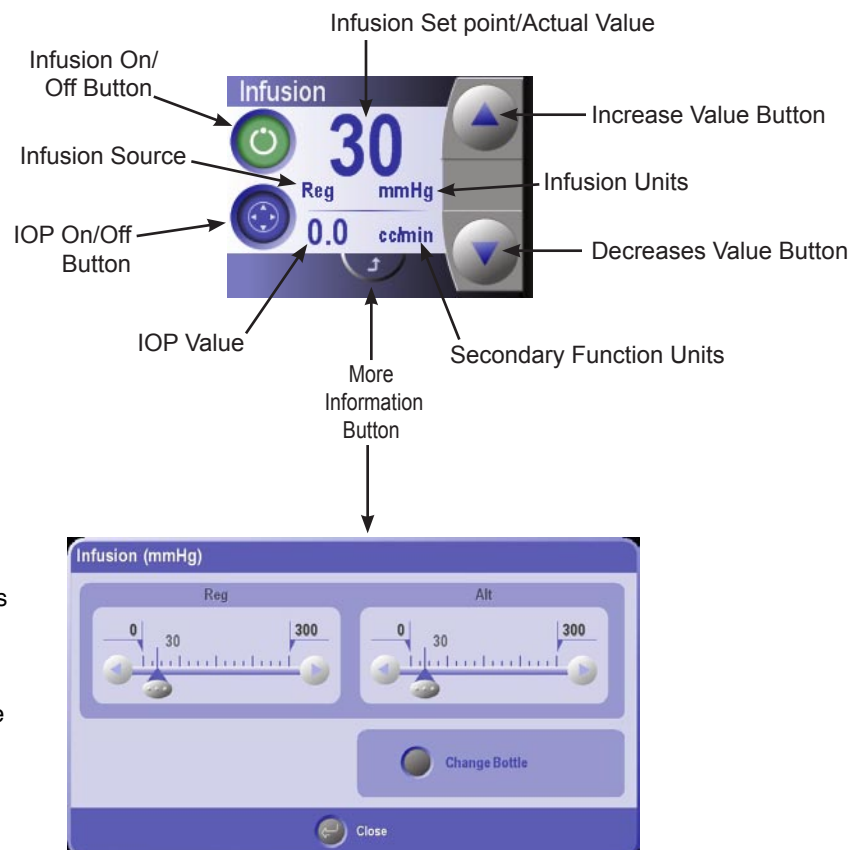 Infusion Set point/Actual Value
Infusion On/
Off Button
Infusion
30
Increase Value Button
Infusion Source
Reg
mmHg
Infusion Units
IOP On/Off
Button
0.0
cc/min
Decreases Value Button
IOP Value
Secondary Function Units
More
Information
Button
Infusion (mmHg)
s
Reg
Alt
0
30
300
0
30
300
e
Change Bottle
Close